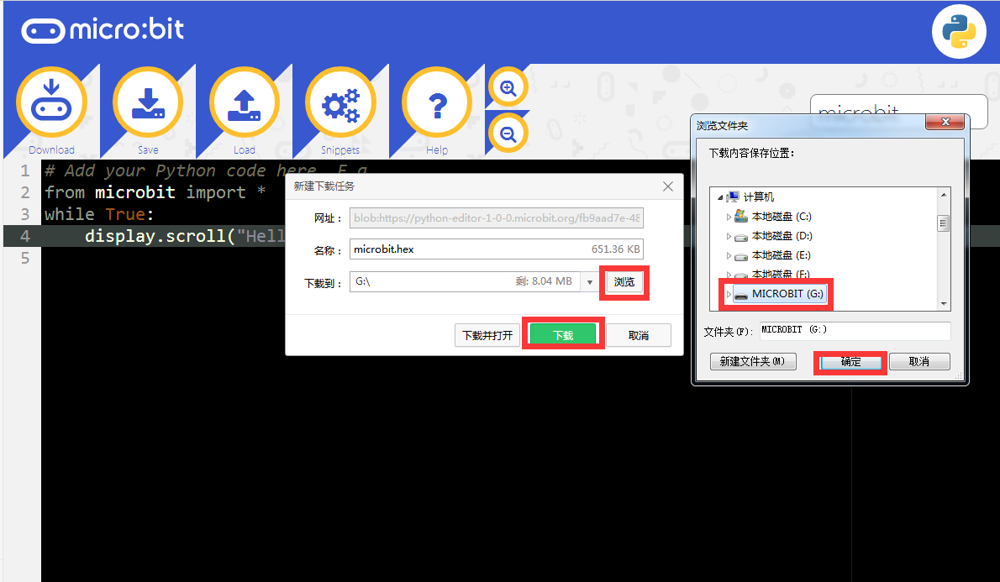 micro:bit
Download
Save
Load
Snippets
Help
microbit
1 # Add your Python code here. E.g.
2 from microbit import *
3 while True:
4 display.scroll("Hell
5
新建下载任务
网址：
blob:https://python-editor-1-0-0.microbit.org/fb9aad7e-48
名称：
microbit.hex 651.36 KB
下载到：
G:\ 剩: 8.04 MB
浏览
下载并打开
下载
取消
浏览文件夹
下载内容保存位置：
计算机
本地磁盘 (C:)
本地磁盘 (D:)
本地磁盘 (E:)
本地磁盘 (F:)
MICROBIT (G:)
文件夹(F):
MICROBIT (G:)
新建文件夹(M)
确定
取消